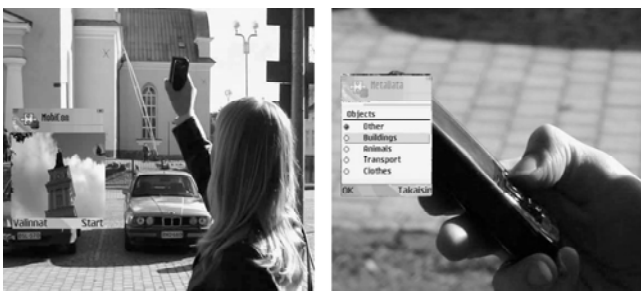 MobiCon
Valinnat Start
Metadata
Objects
Other
Buildings
Animals
Transport
Clothes
OK Takaisin